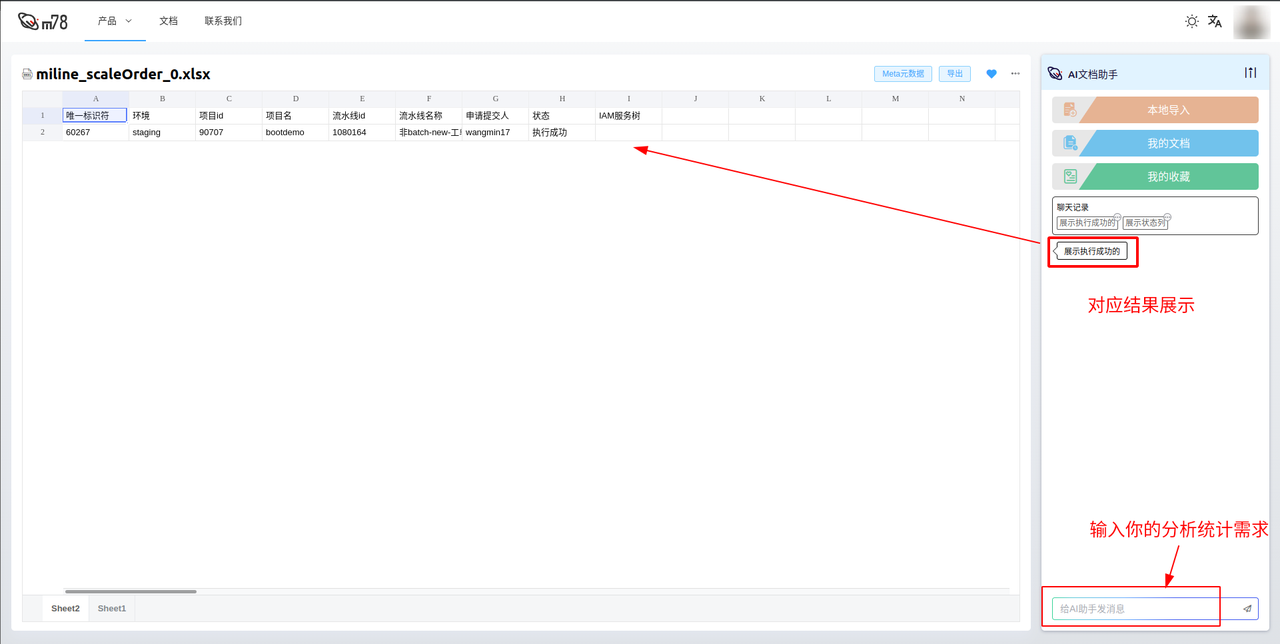 m78 产品 文档 联系我们
miline_scaleOrder_0.xlsx Meta元数据 导出
A B C D E F G H I J K L M N
1 唯一标识符 环境 项目id 项目名 流水线id 流水线名称 申请提交人 状态 IAM服务树
2 60267 staging 90707 bootdemo 1080164 非batch-new-工 wangmin17 执行成功
Sheet2 Sheet1
AI文档助手
本地导入
我的文档
我的收藏
聊天记录
展示执行成功的 展示状态列
展示执行成功的
对应结果展示
输入你的分析统计需求
给AI助手发消息